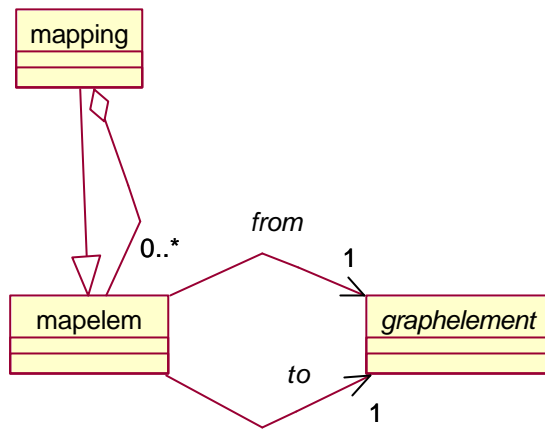 mapping
from
0..*
1
mapelem
graphelement
to
1